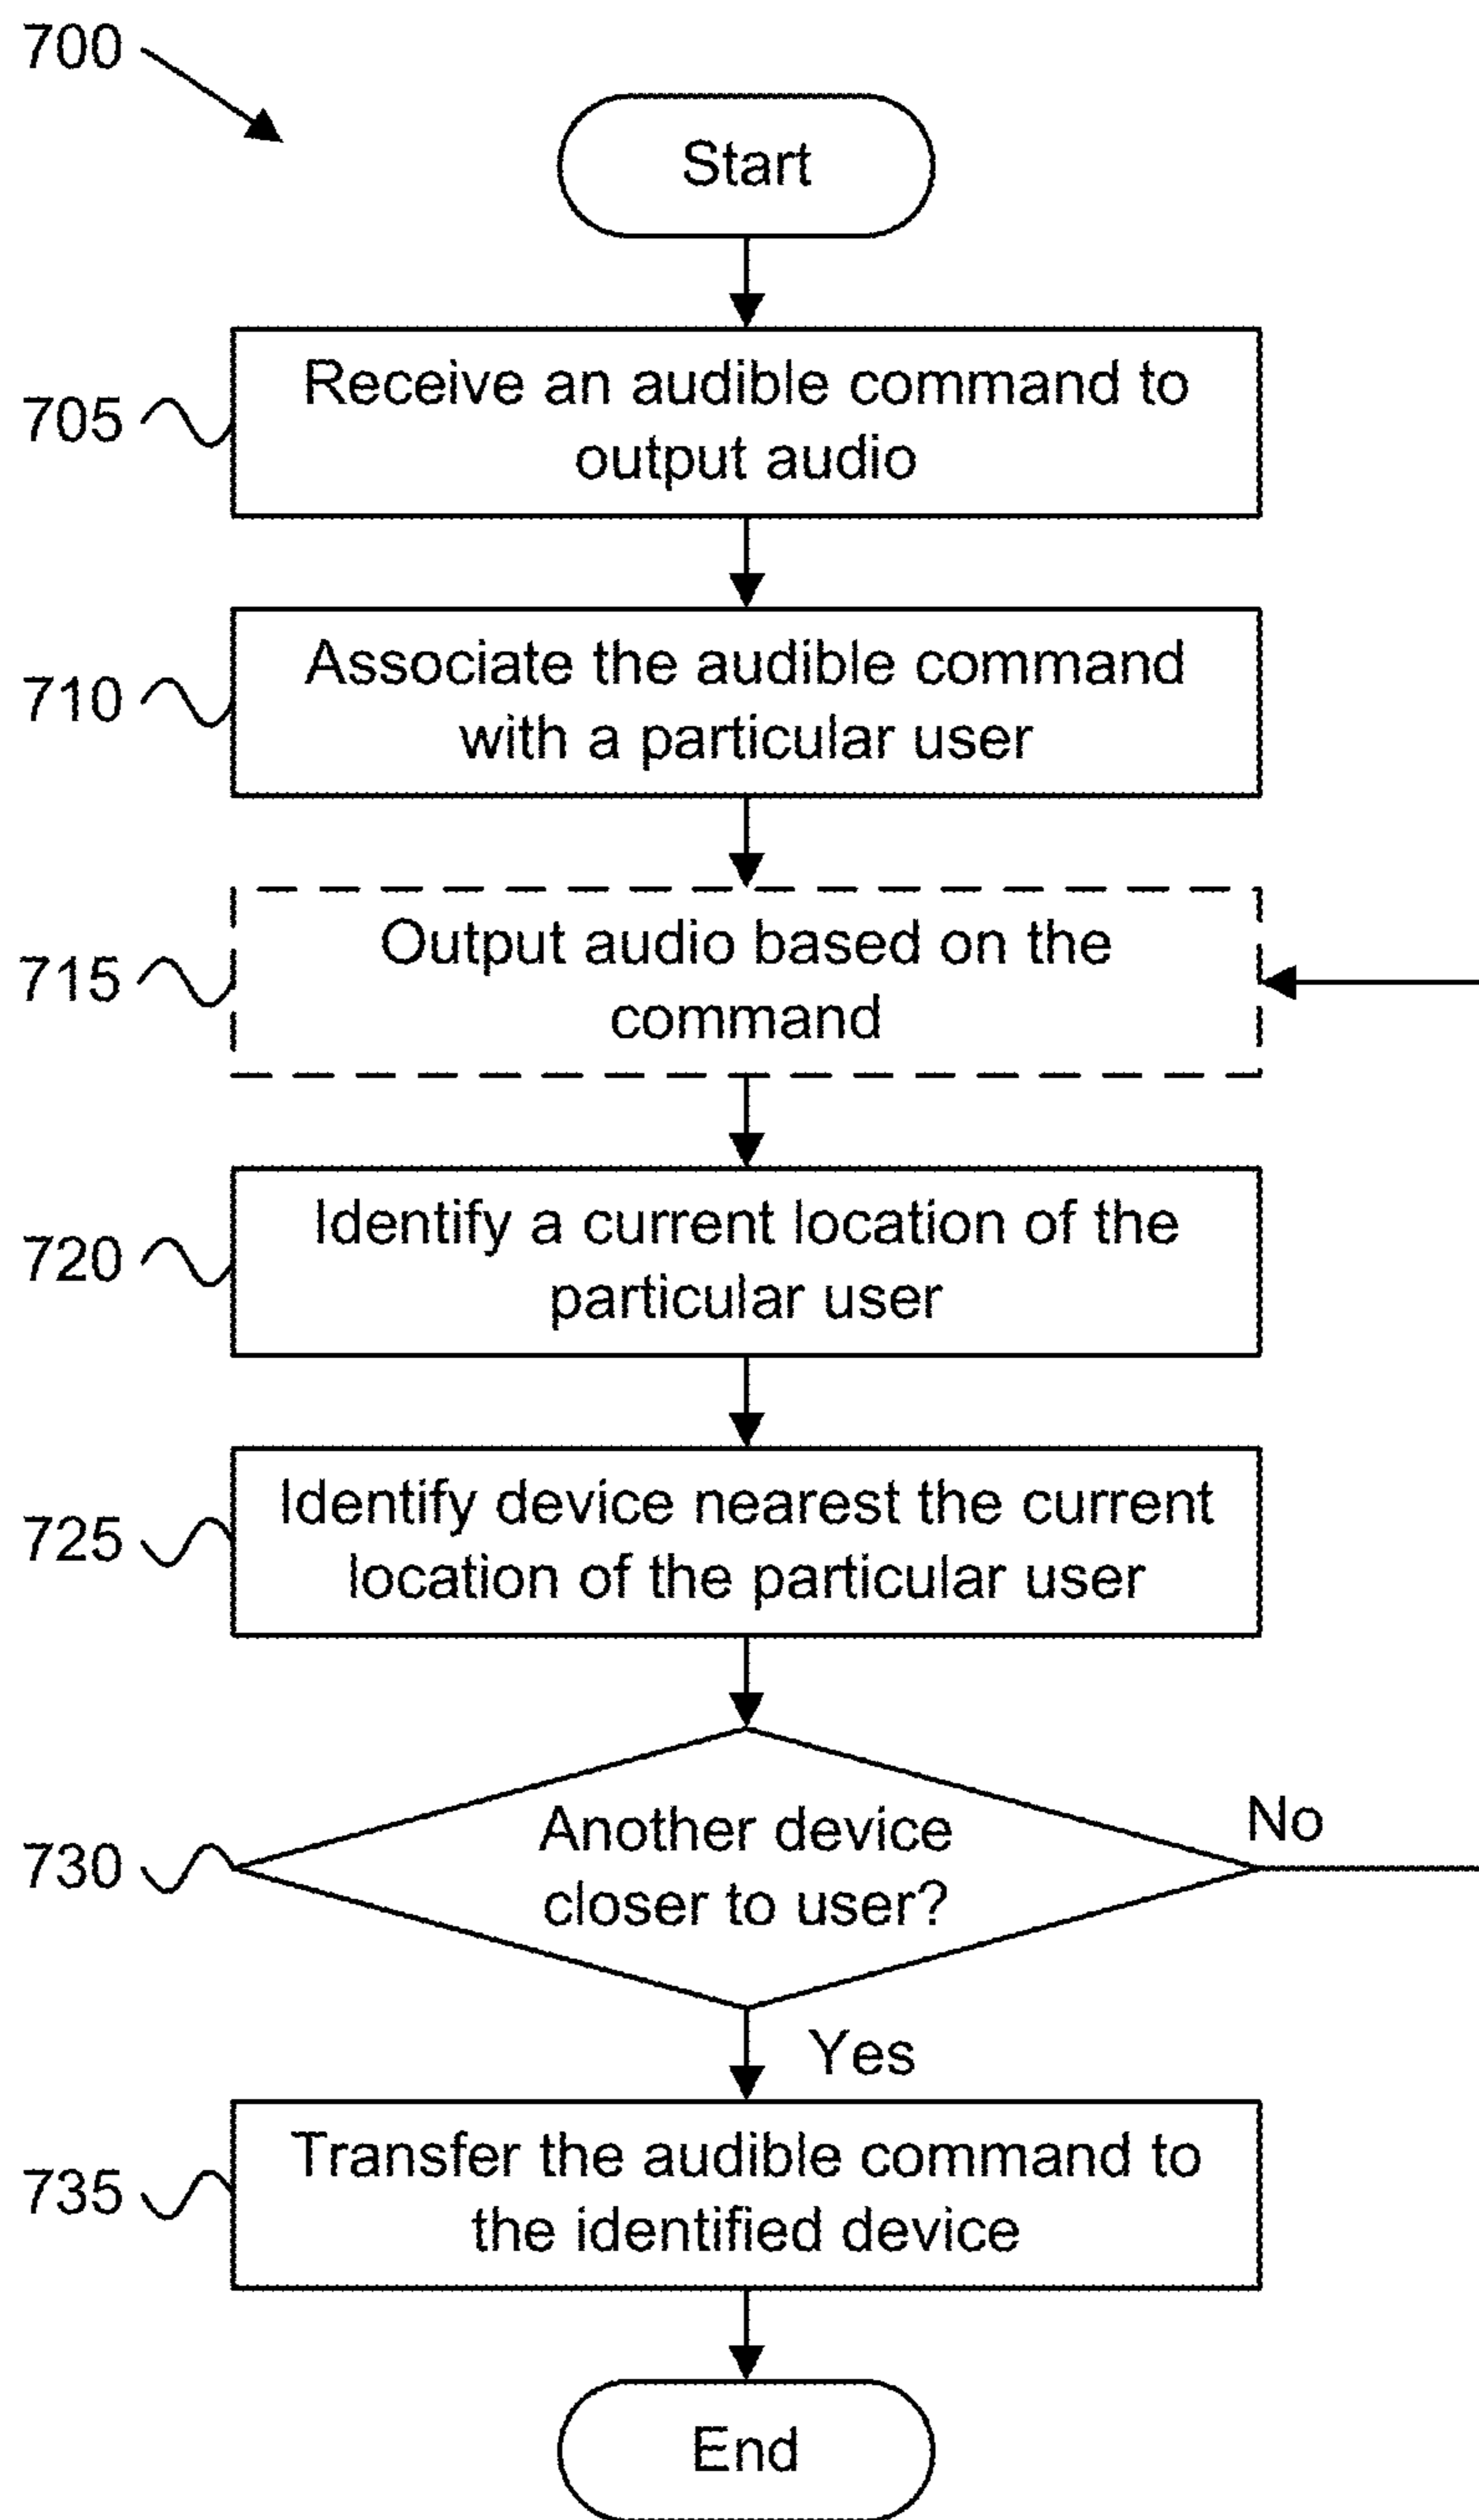 700
Start
705
Receive an audible command to
output audio
710
Associate the audible command
with a particular user
715
Output audio based on the
command
720
Identify a current location of the
particular user
725
Identify device nearest the current
location of the particular user
730
Another device
closer to user?
No
Yes
735
Transfer the audible command to
the identified device
End